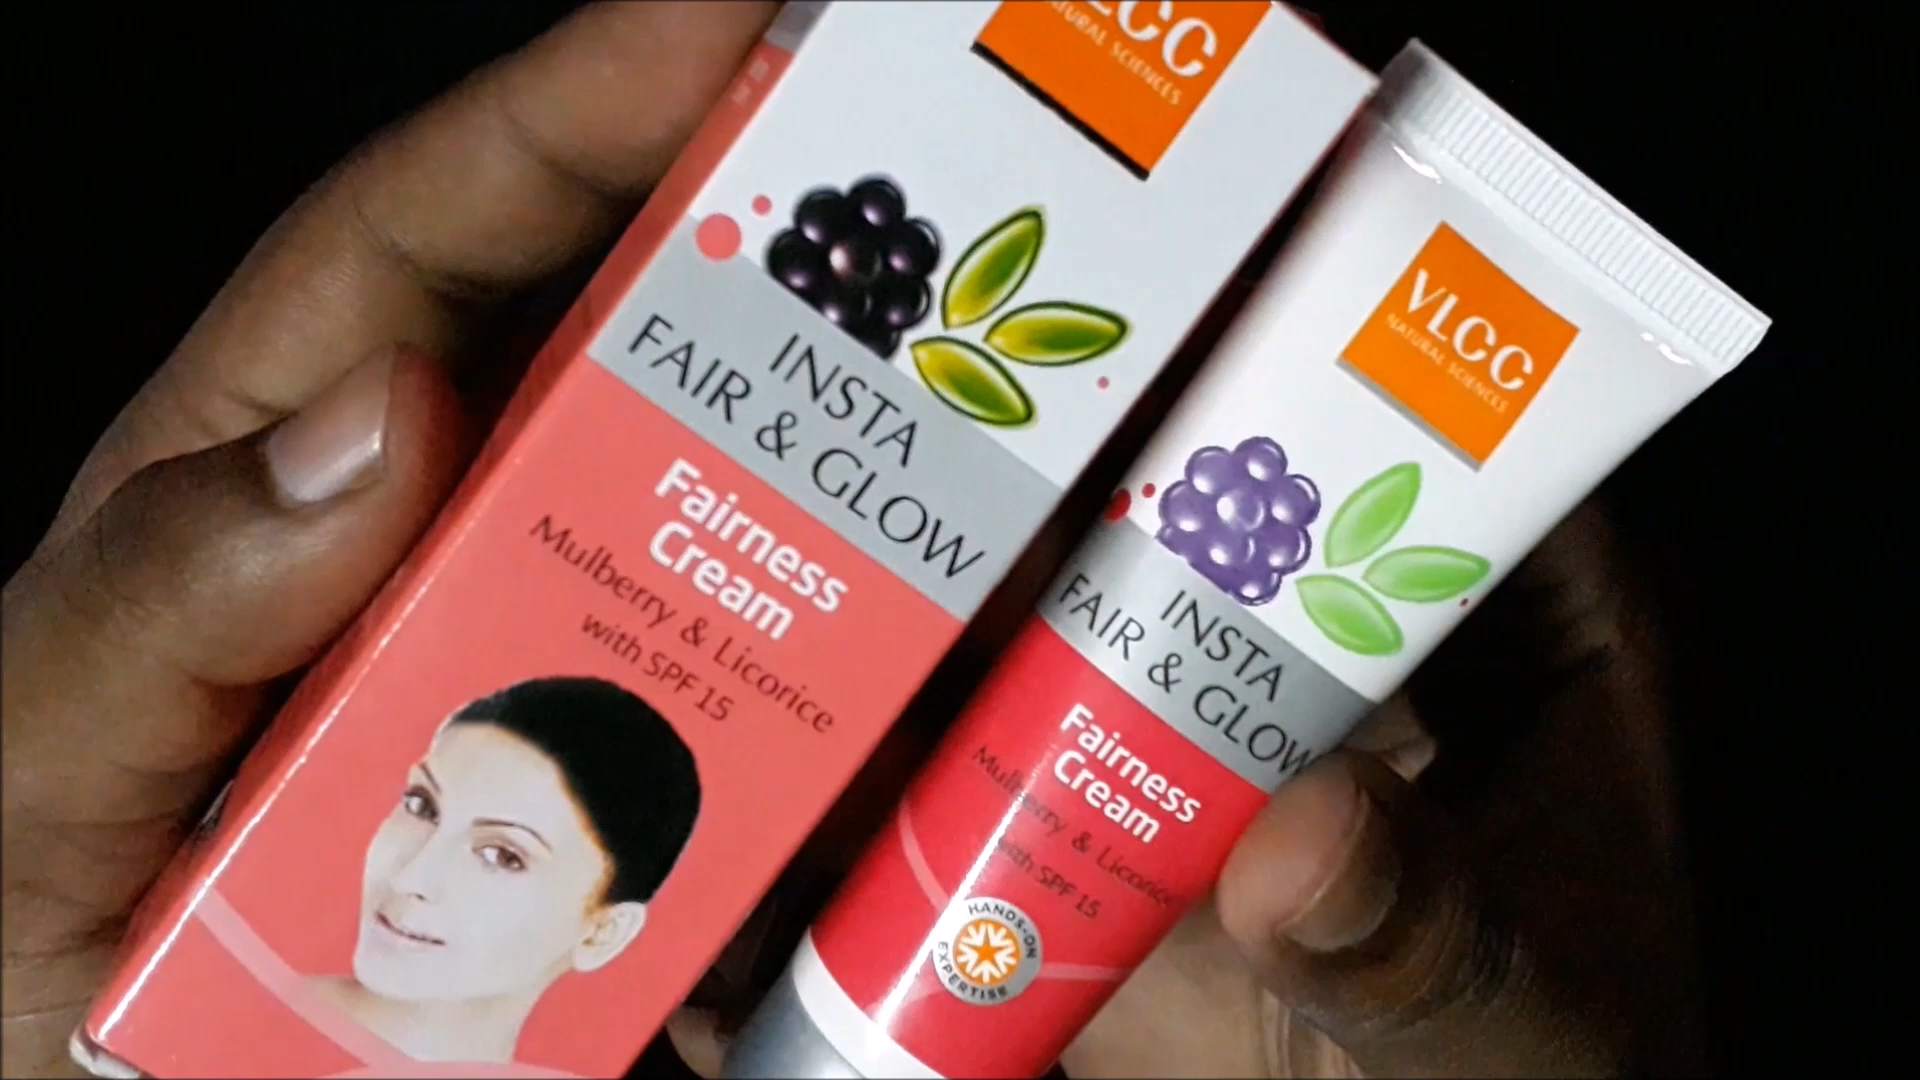 VLCC
NATURAL SCIENCES
INSTA
FAIR & GLOW
Fairness
Cream
Mulberry & Licorice
with SPF 15
VLCC
NATURAL SCIENCES
INSTA
FAIR & GLOW
Fairness
Cream
Mulberry & Licorice
with SPF 15
HANDS-ON
EXPERTISE